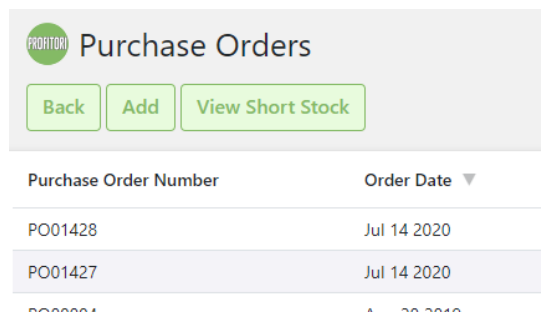 PROFITORI Purchase Orders
Back Add View Short Stock
Purchase Order Number Order Date
PO01428 Jul 14 2020
PO01427 Jul 14 2020